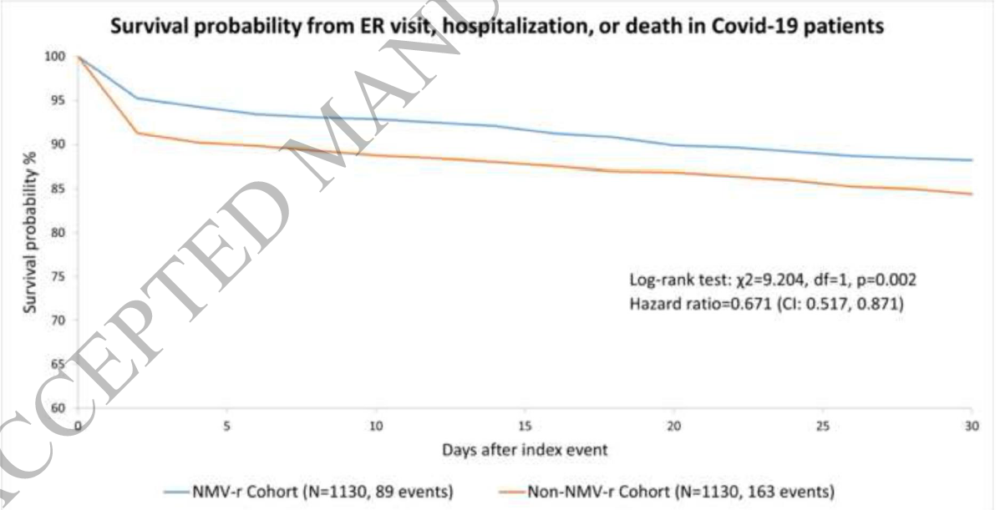 Survival probability from ER visit, hospitalization, or death in Covid-19 patients
100
95
90
85
80
75
70
65
60
Survival probability %
Log-rank test: χ2=9.204, df=1, p=0.002
Hazard ratio=0.671 (CI: 0.517, 0.871)
0 5 10 15 20 25 30
Days after index event
NMV-r Cohort (N=1130, 89 events) Non-NMV-r Cohort (N=1130, 163 events)
ACCEPTED MANU